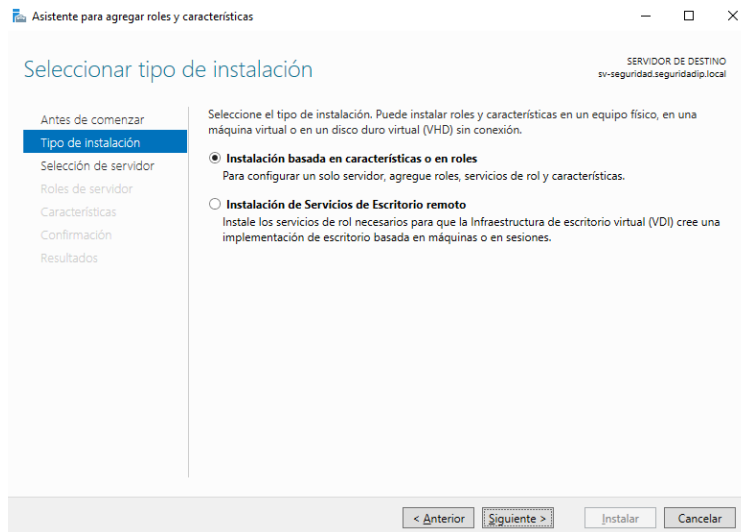 Asistente para agregar roles y características
Seleccionar tipo de instalación
SERVIDOR DE DESTINO
sv-seguridad.seguridadip.local
Antes de comenzar
Tipo de instalación
Selección de servidor
Roles de servidor
Características
Confirmación
Resultados
Seleccione el tipo de instalación. Puede instalar roles y características en un equipo físico, en una
máquina virtual o en un disco duro virtual (VHD) sin conexión.
Instalación basada en características o en roles
Para configurar un solo servidor, agregue roles, servicios de rol y características.
Instalación de Servicios de Escritorio remoto
Instale los servicios de rol necesarios para que la Infraestructura de escritorio virtual (VDI) cree una
implementación de escritorio basada en máquinas o en sesiones.
< Anterior
Siguiente >
Instalar
Cancelar